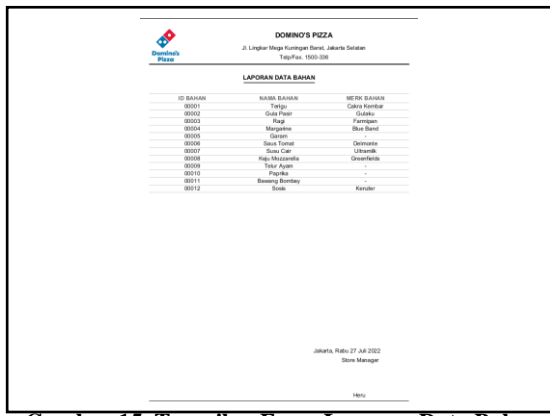 DOMINO'S PIZZA
Jl. Lingkar Mega Kuningan Barat, Jakarta Selatan
Telp/Fax. 1500-336
Domino's
Pizza
LAPORAN DATA BAHAN
ID BAHAN NAMA BAHAN MERK BAHAN
00001 Terigu Cakra Kembar
00002 Gula Pasir Gulaku
00003 Ragi Fermipan
00004 Margarine Blue Band
00005 Garam -
00006 Saus Tomat Delmonte
00007 Susu Cair Ultramilk
00008 Keju Mozzarella Greenfields
00009 Telur Ayam -
00010 Paprika -
00011 Bawang Bombay -
00012 Sosis Kanzler
Jakarta, Rabu 27 Juli 2022
Store Manager
Heru